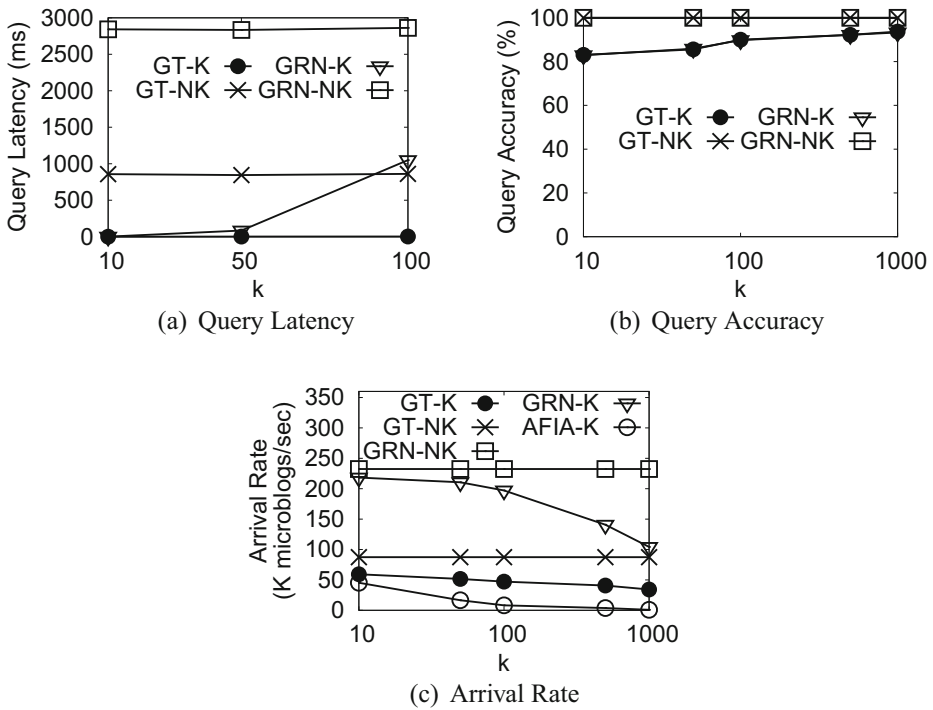 Query Latency (ms)
3000
2500
2000
1500
1000
500
0
GT-K GRN-K
GT-NK GRN-NK
10 50 100
k
(a) Query Latency
Query Accuracy (%)
100
80
60
40
20
0
GT-K GRN-K
GT-NK GRN-NK
10 100 1000
k
(b) Query Accuracy
Arrival Rate
(K microblogs/sec)
350
300
250
200
150
100
50
0
GT-K GRN-K
GT-NK AFIA-K
GRN-NK
10 100 1000
k
(c) Arrival Rate